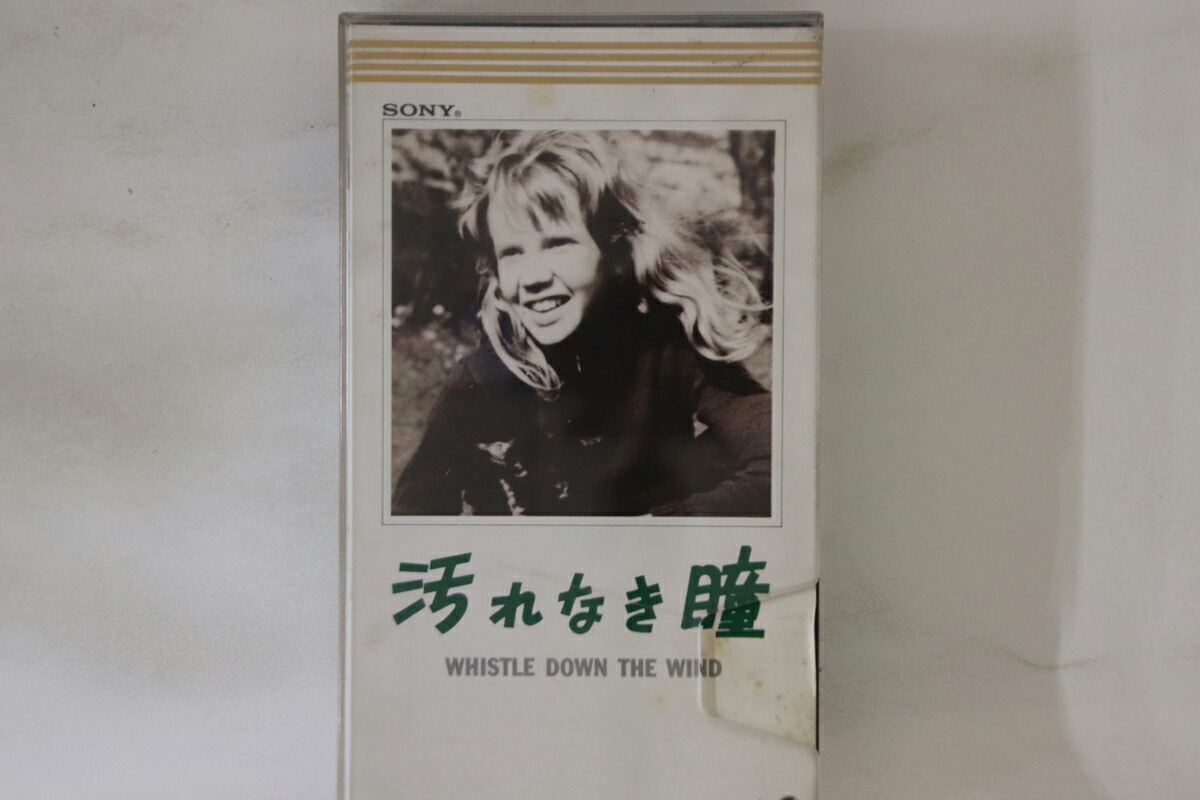 SONY®
汚れなき瞳
WHISTLE DOWN THE WIND